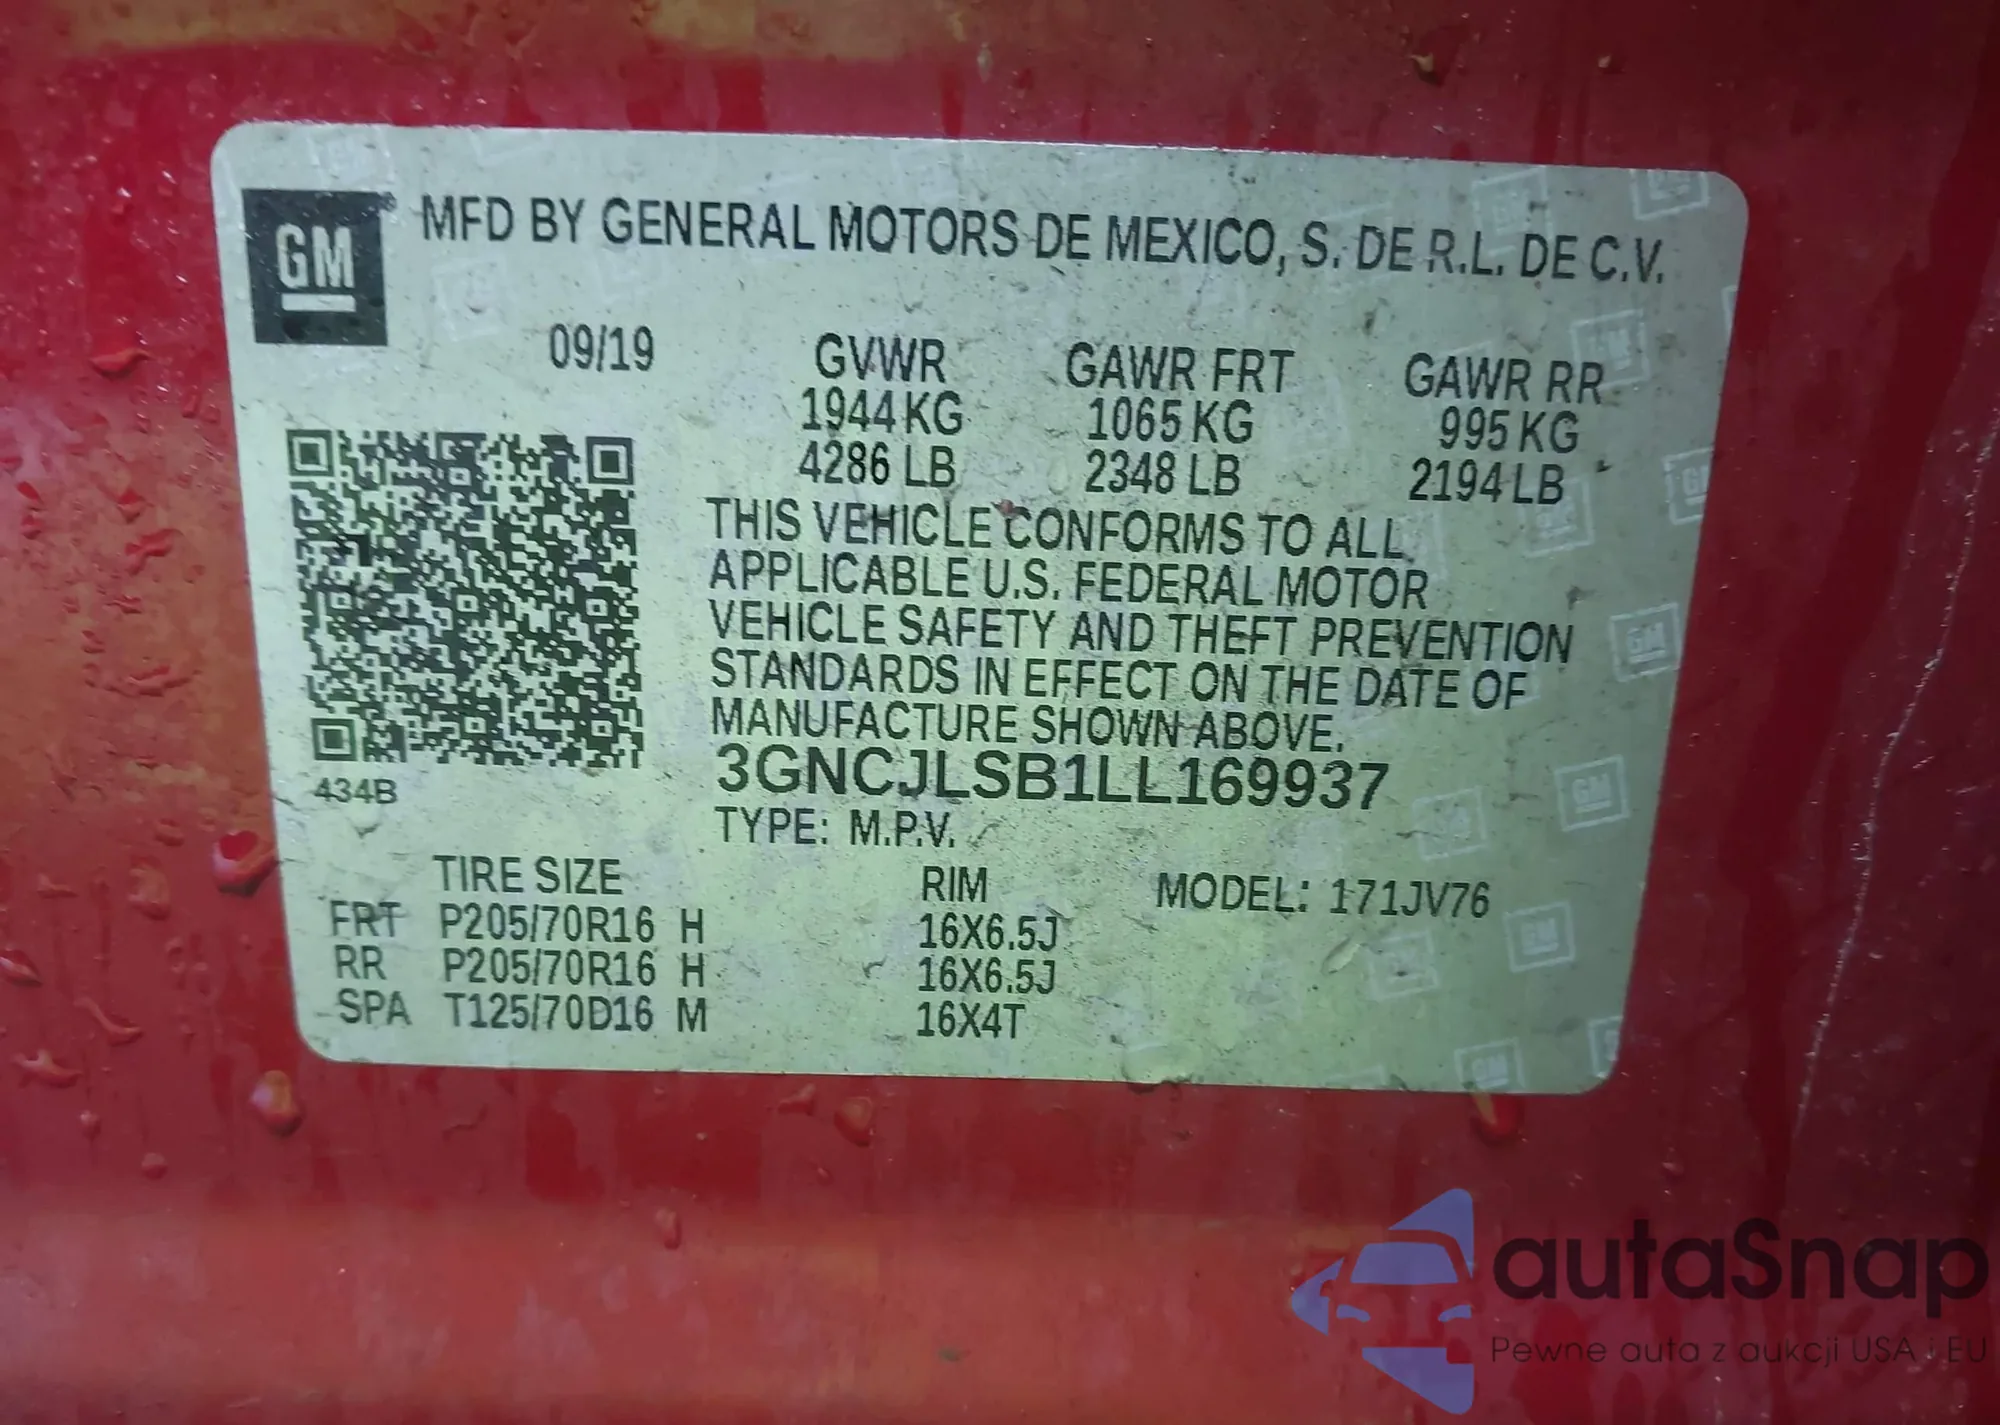 GM
® MFD BY GENERAL MOTORS DE MEXICO, S. DE R.L. DE C.V.
09/19 GVWR GAWR FRT GAWR RR
1944 KG 1065 KG 995 KG
4286 LB 2348 LB 2194 LB
THIS VEHICLE CONFORMS TO ALL
APPLICABLE U.S. FEDERAL MOTOR
VEHICLE SAFETY AND THEFT PREVENTION
STANDARDS IN EFFECT ON THE DATE OF
MANUFACTURE SHOWN ABOVE.
3GNCJLSB1LL169937
434B
TYPE: M.P.V.
TIRE SIZE RIM MODEL: 171JV76
FRT P205/70R16 H 16X6.5J
RR P205/70R16 H 16X6.5J
SPA T125/70D16 M 16X4T
autaSnap
Pewne auta z aukcji USA i EU